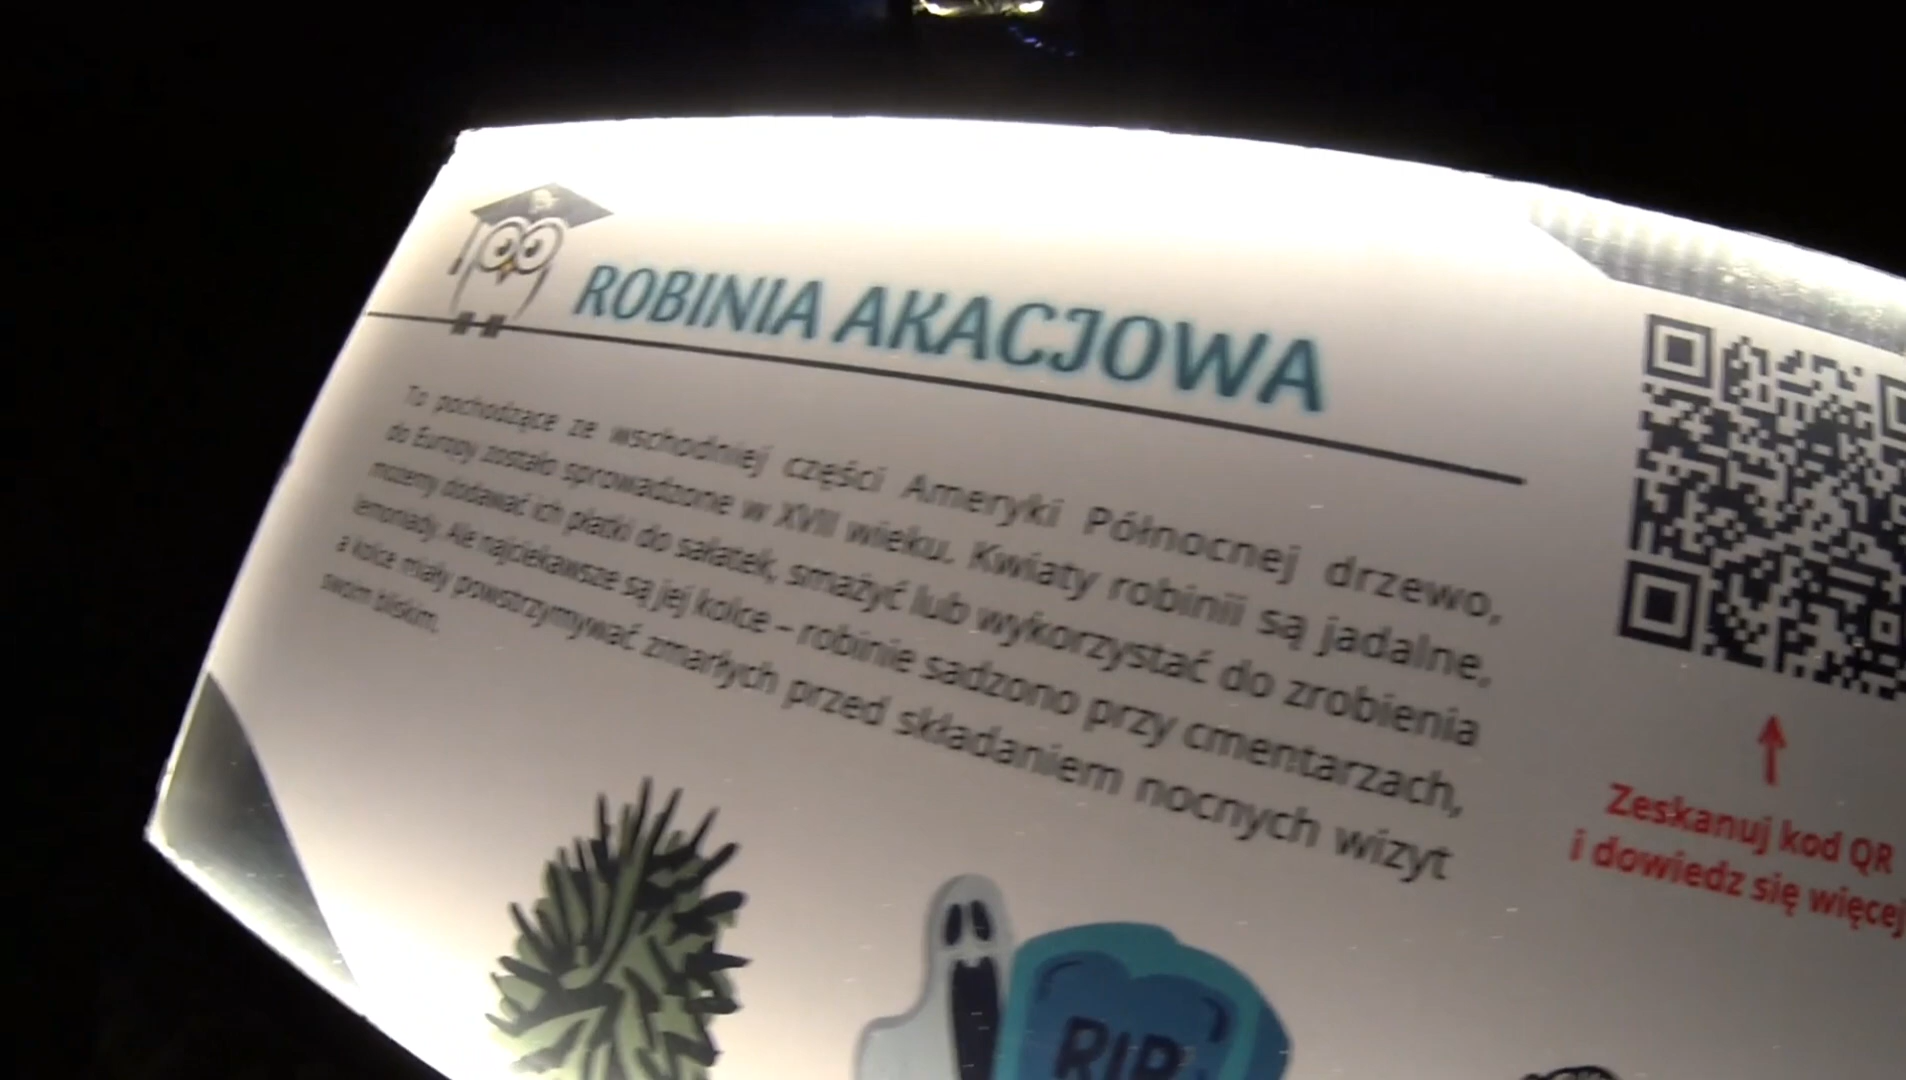 ROBINIA AKACJOWA
To pochodzące ze wschodniej części Ameryki Północnej drzewo,
do Europy zostało sprowadzone w XVII wieku. Kwiaty robinii są jadalne,
możemy dodawać ich płatki do sałatek, smażyć lub wykorzystać do zrobienia
lemoniady. Ale najciekawsze są jej kolce – robinie sadzono przy cmentarzach,
a kolce miały powstrzymywać zmarłych przed składaniem nocnych wizyt
swoim bliskim.
Zeskanuj kod QR
i dowiedz się więcej
RIP